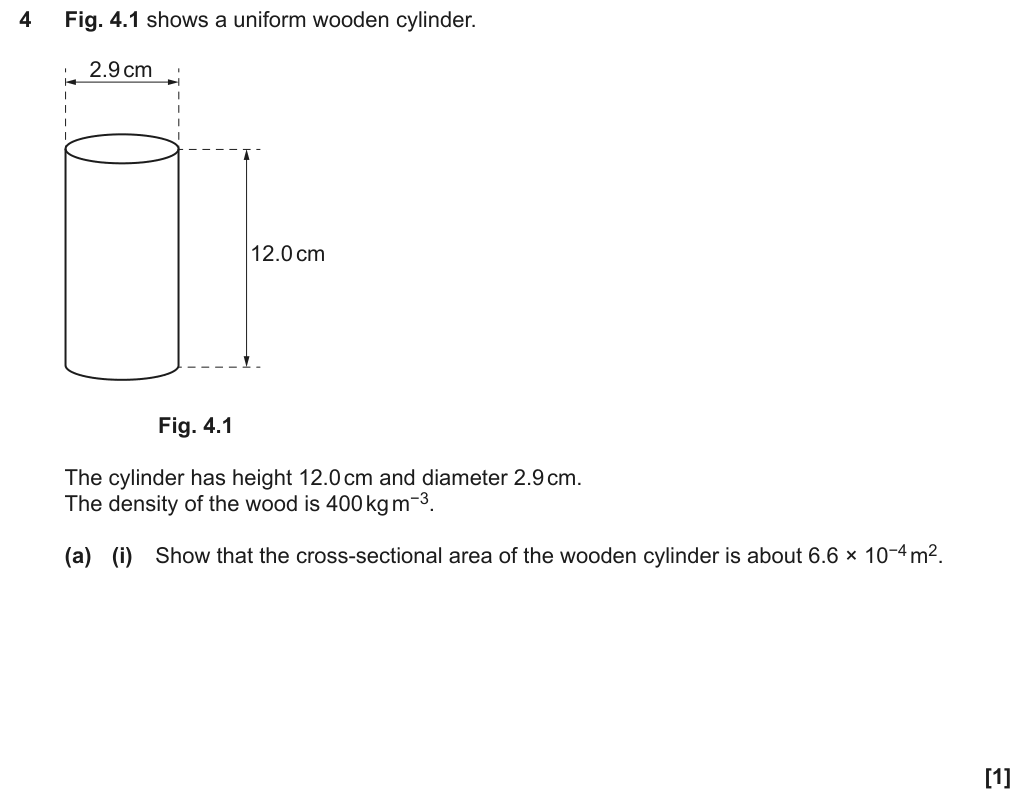 4 Fig. 4.1 shows a uniform wooden cylinder.
2.9 cm
12.0 cm
Fig. 4.1
The cylinder has height 12.0 cm and diameter 2.9 cm.
The density of the wood is 400 kg m⁻³.
(a) (i) Show that the cross-sectional area of the wooden cylinder is about 6.6 × 10⁻⁴ m².
[1]